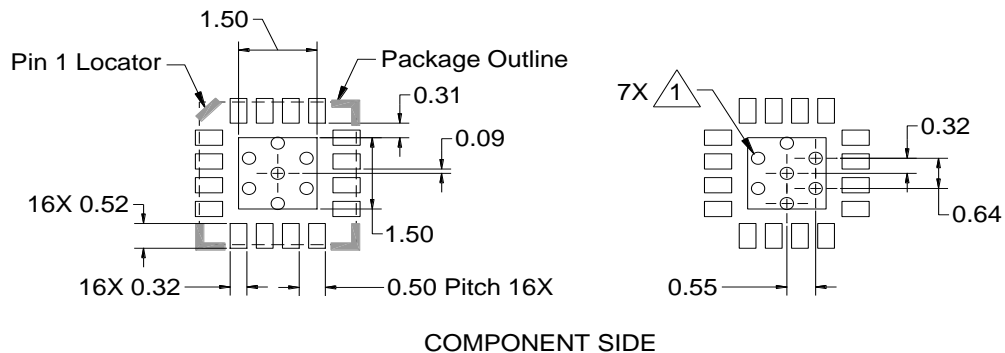 1.50
Pin 1 Locator
Package Outline
0.31
0.09
16X 0.52
1.50
16X 0.32
0.50 Pitch 16X
7X 1
0.32
0.64
0.55
COMPONENT SIDE